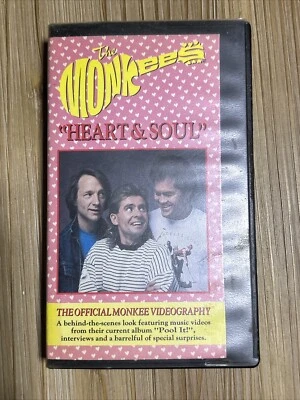 The
MONKEES
"HEART & SOUL"
THE OFFICIAL MONKEE VIDEOGRAPHY
A behind-the-scenes look featuring music videos
from their current album "Pool It!",
interviews and a barrelful of special surprises.